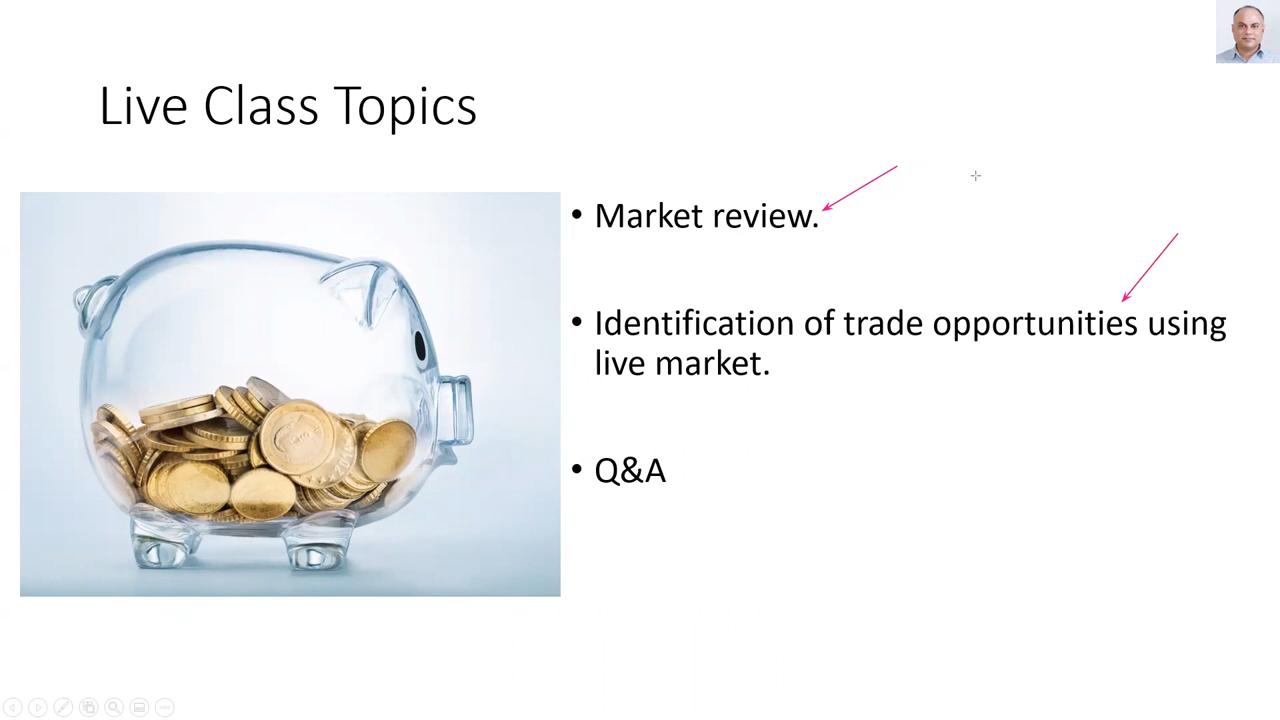 Live Class Topics
• Market review.
• Identification of trade opportunities using
live market.
• Q&A